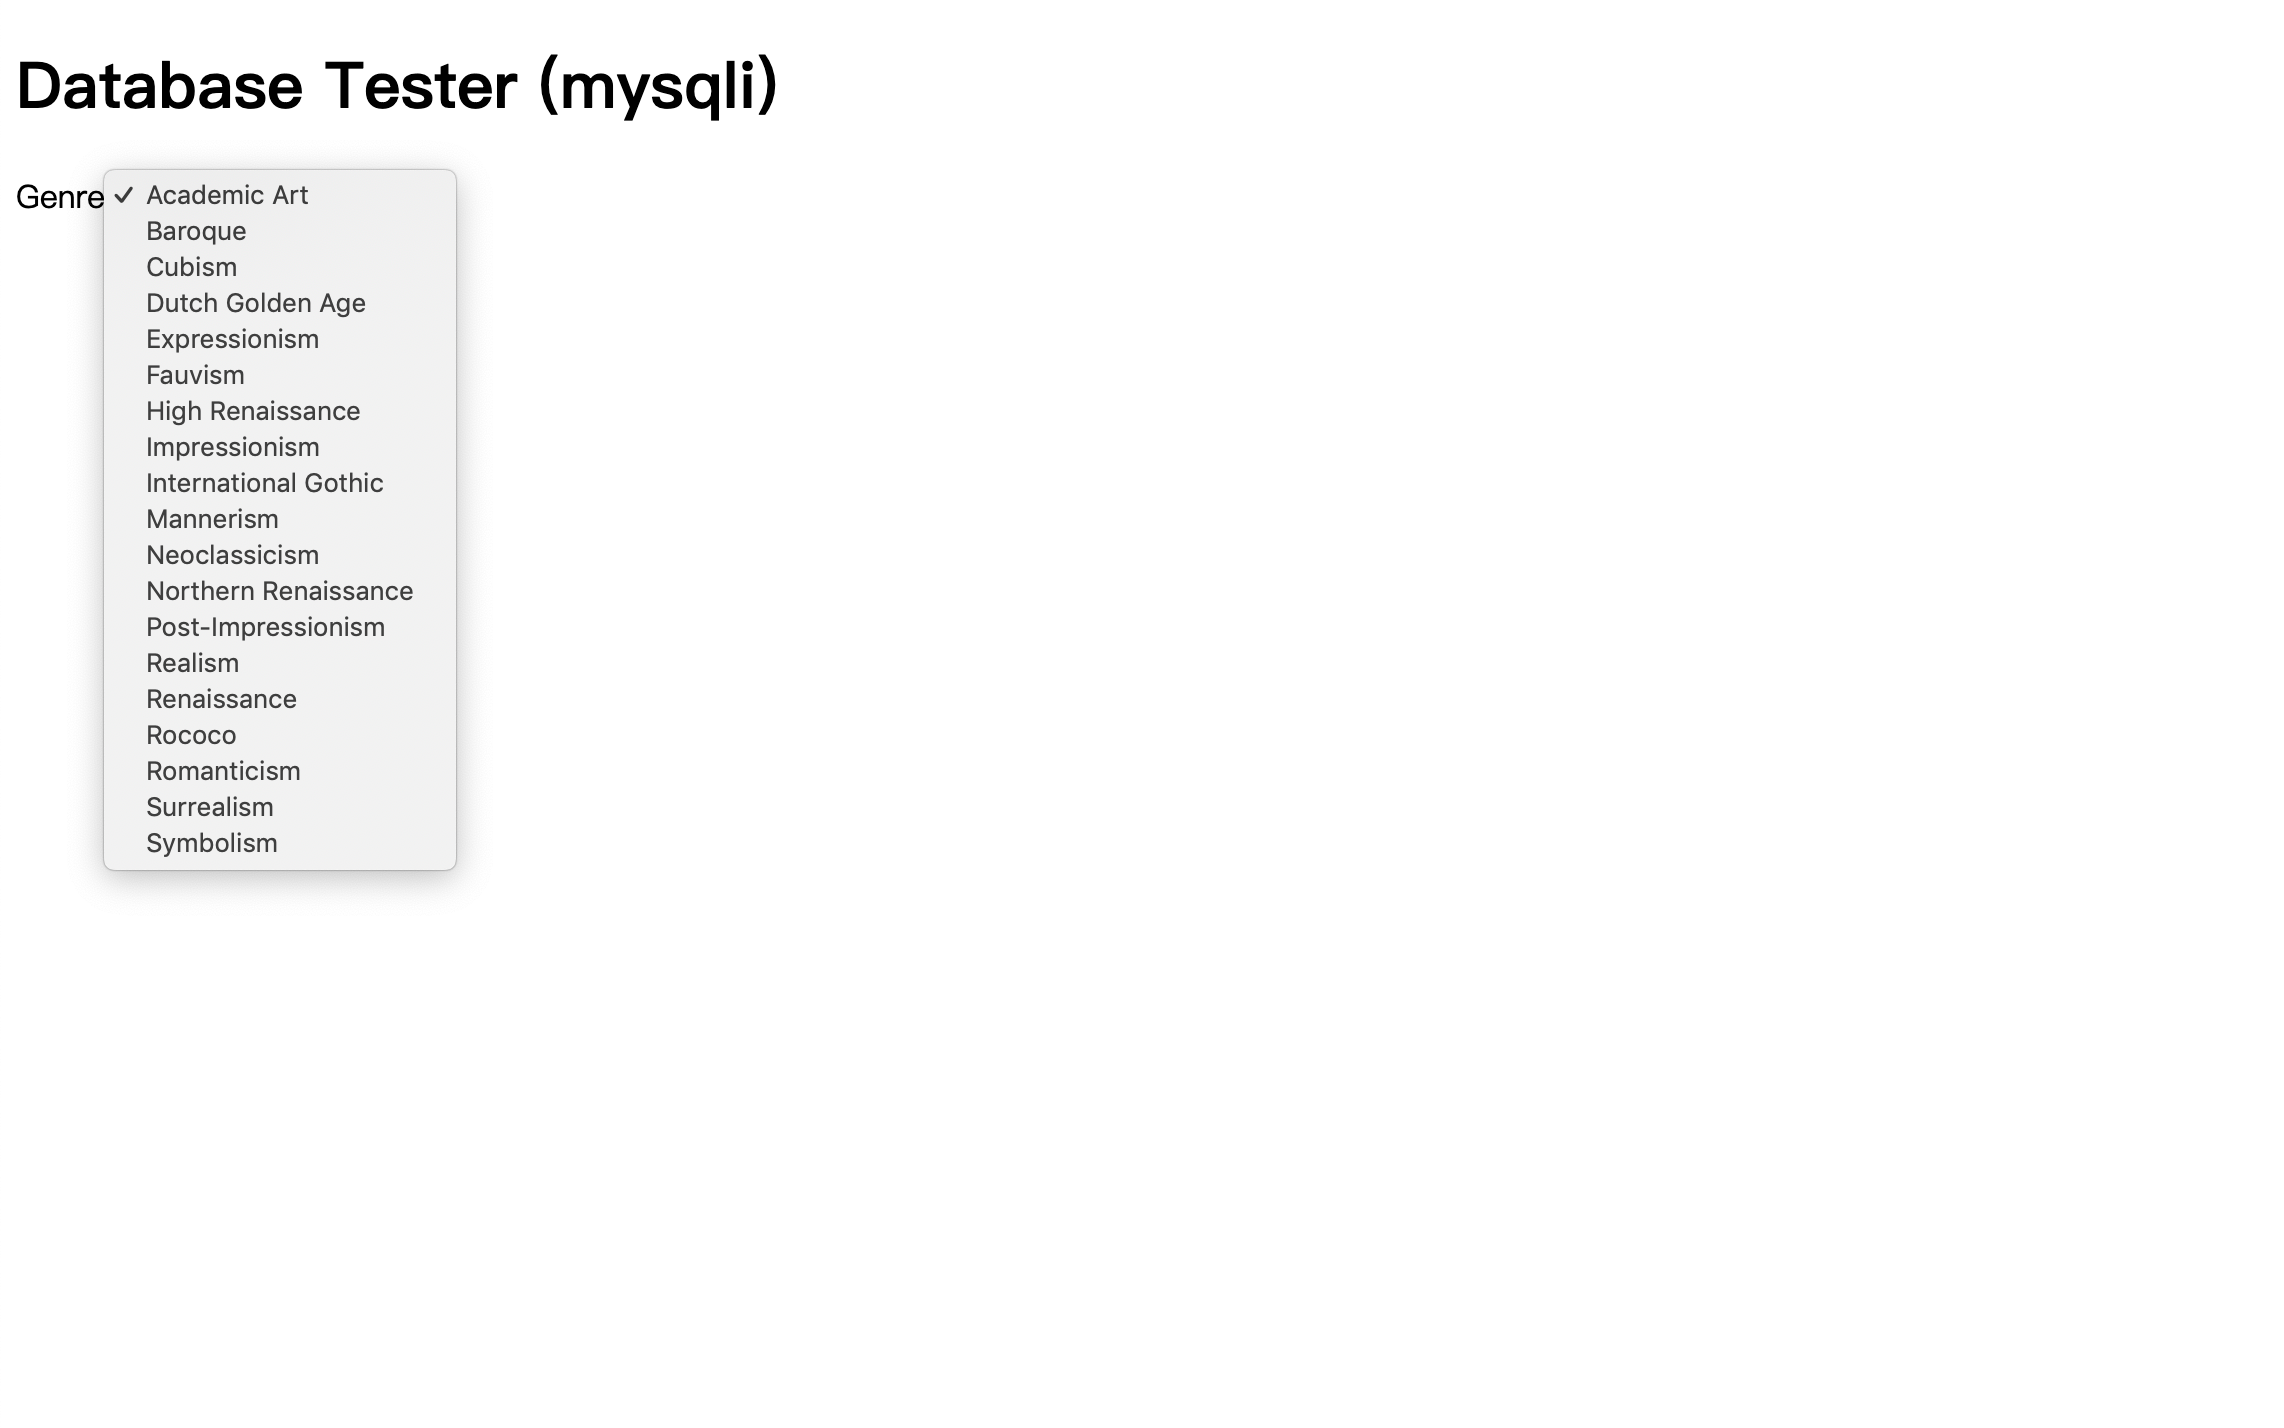 Database Tester (mysqli)
Genre ✓ Academic Art
Baroque
Cubism
Dutch Golden Age
Expressionism
Fauvism
High Renaissance
Impressionism
International Gothic
Mannerism
Neoclassicism
Northern Renaissance
Post-Impressionism
Realism
Renaissance
Rococo
Romanticism
Surrealism
Symbolism